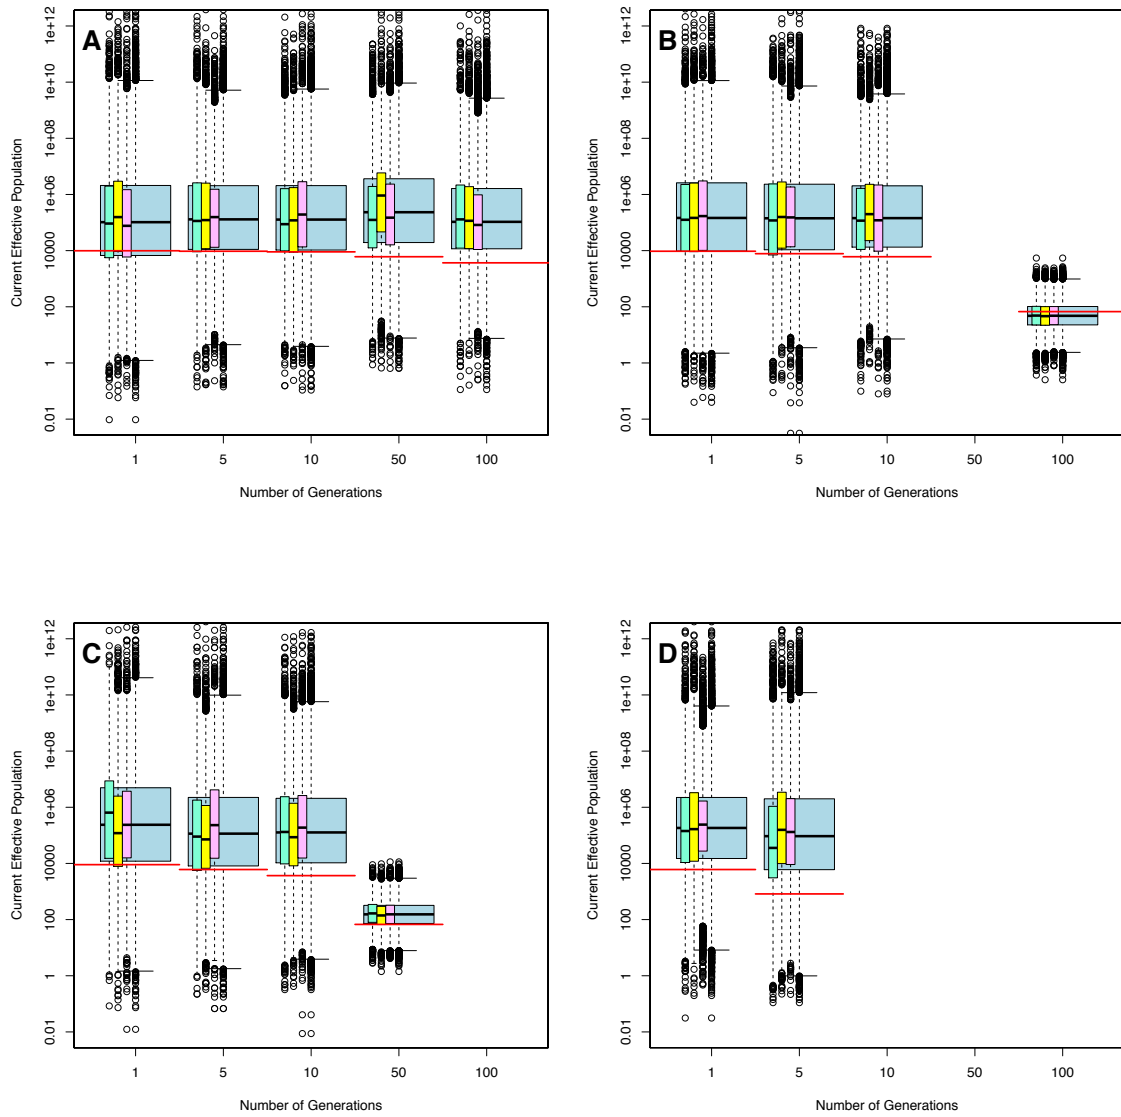 A
Current Effective Population
1e+12
1e+10
1e+08
1e+06
10000
100
1
0.01
1 5 10 50 100
Number of Generations
B
Current Effective Population
1e+12
1e+10
1e+08
1e+06
10000
100
1
0.01
1 5 10 50 100
Number of Generations
C
Current Effective Population
1e+12
1e+10
1e+08
1e+06
10000
100
1
0.01
1 5 10 50 100
Number of Generations
D
Current Effective Population
1e+12
1e+10
1e+08
1e+06
10000
100
1
0.01
1 5 10 50 100
Number of Generations